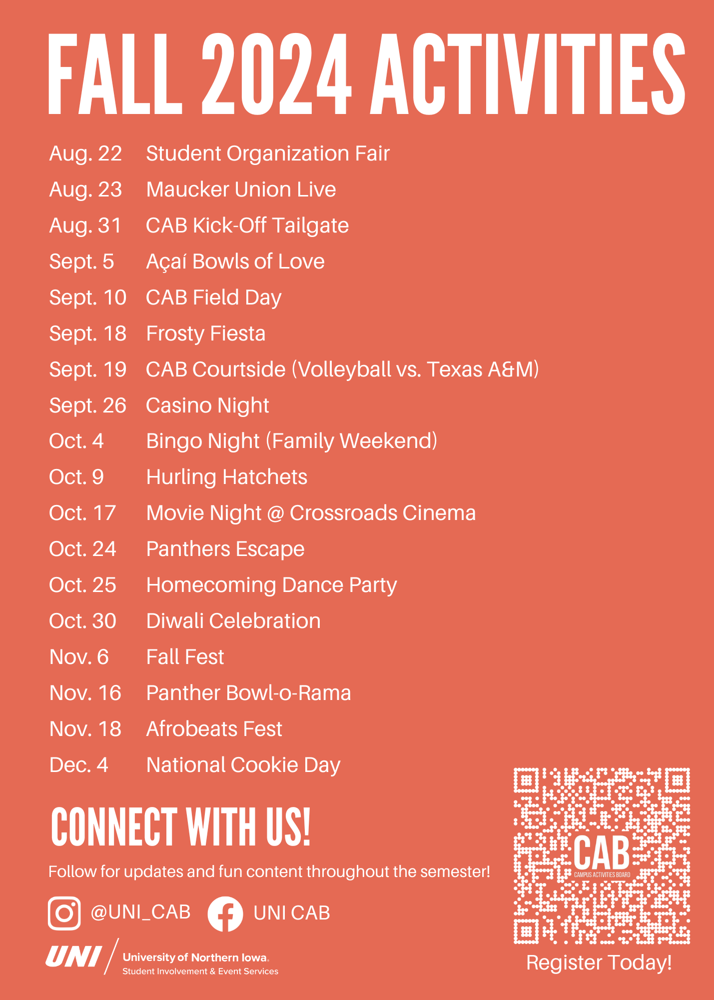 FALL 2024 ACTIVITIES
Aug. 22 Student Organization Fair
Aug. 23 Maucker Union Live
Aug. 31 CAB Kick-Off Tailgate
Sept. 5 Açaí Bowls of Love
Sept. 10 CAB Field Day
Sept. 18 Frosty Fiesta
Sept. 19 CAB Courtside (Volleyball vs. Texas A&M)
Sept. 26 Casino Night
Oct. 4 Bingo Night (Family Weekend)
Oct. 9 Hurling Hatchets
Oct. 17 Movie Night @ Crossroads Cinema
Oct. 24 Panthers Escape
Oct. 25 Homecoming Dance Party
Oct. 30 Diwali Celebration
Nov. 6 Fall Fest
Nov. 16 Panther Bowl-o-Rama
Nov. 18 Afrobeats Fest
Dec. 4 National Cookie Day
CONNECT WITH US!
Follow for updates and fun content throughout the semester!
@UNI_CAB UNI CAB
UNI University of Northern Iowa.
Student Involvement & Event Services
CAB
CAMPUS ACTIVITIES BOARD
Register Today!